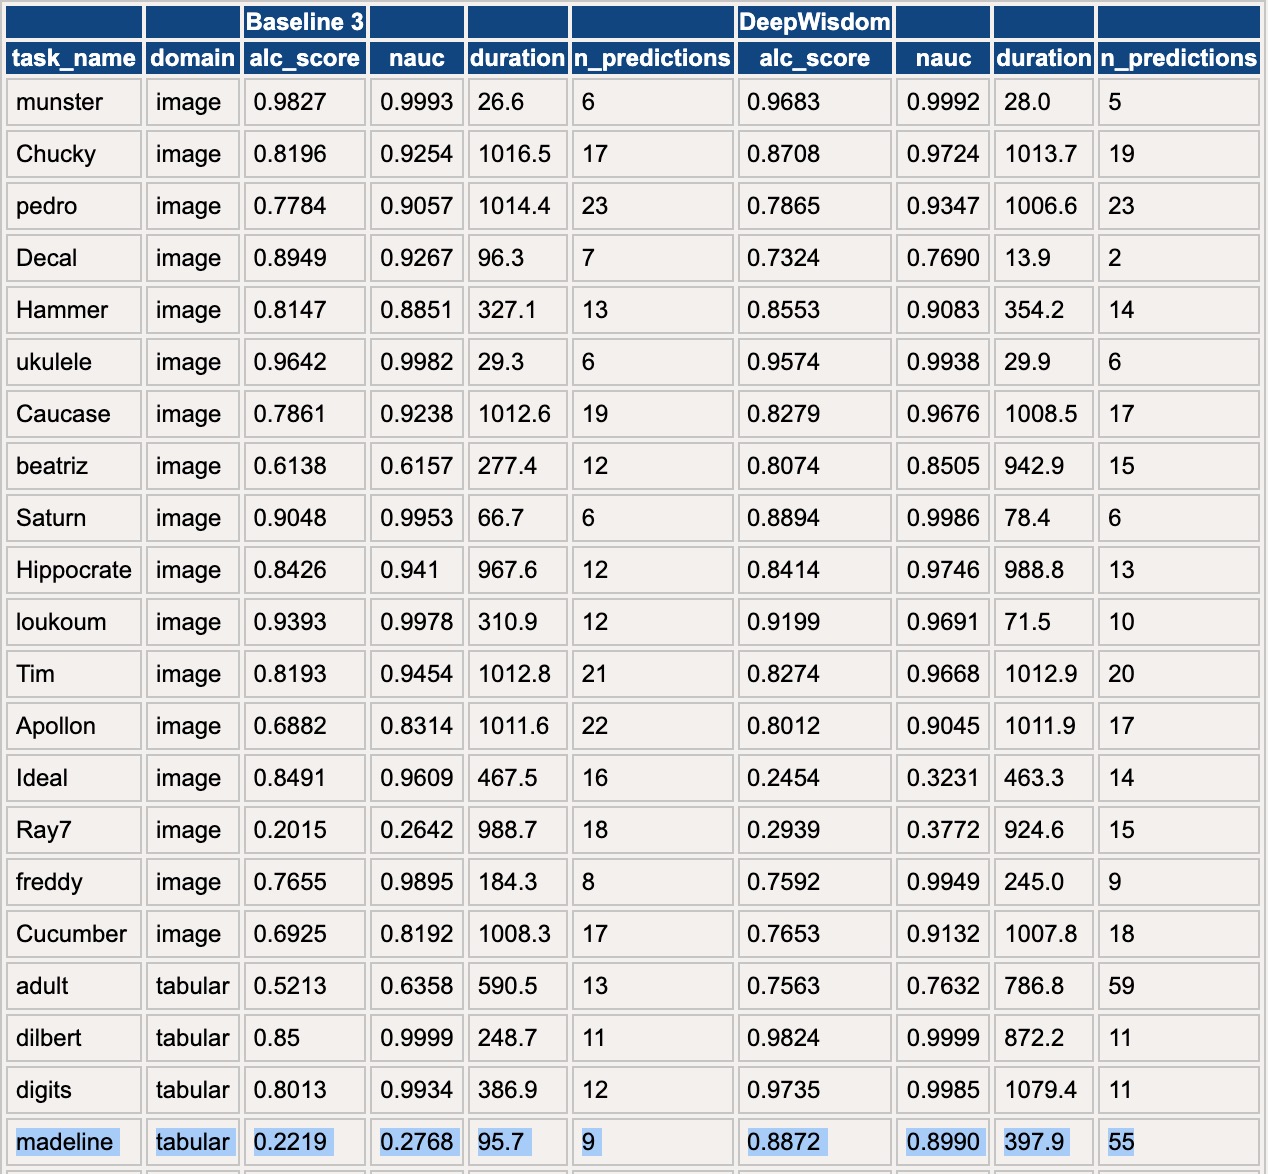 Baseline 3 DeepWisdom
task_name domain alc_score nauc duration n_predictions alc_score nauc duration n_predictions
munster image 0.9827 0.9993 26.6 6 0.9683 0.9992 28.0 5
Chucky image 0.8196 0.9254 1016.5 17 0.8708 0.9724 1013.7 19
pedro image 0.7784 0.9057 1014.4 23 0.7865 0.9347 1006.6 23
Decal image 0.8949 0.9267 96.3 7 0.7324 0.7690 13.9 2
Hammer image 0.8147 0.8851 327.1 13 0.8553 0.9083 354.2 14
ukulele image 0.9642 0.9982 29.3 6 0.9574 0.9938 29.9 6
Caucase image 0.7861 0.9238 1012.6 19 0.8279 0.9676 1008.5 17
beatriz image 0.6138 0.6157 277.4 12 0.8074 0.8505 942.9 15
Saturn image 0.9048 0.9953 66.7 6 0.8894 0.9986 78.4 6
Hippocrate image 0.8426 0.941 967.6 12 0.8414 0.9746 988.8 13
loukoum image 0.9393 0.9978 310.9 12 0.9199 0.9691 71.5 10
Tim image 0.8193 0.9454 1012.8 21 0.8274 0.9668 1012.9 20
Apollon image 0.6882 0.8314 1011.6 22 0.8012 0.9045 1011.9 17
Ideal image 0.8491 0.9609 467.5 16 0.2454 0.3231 463.3 14
Ray7 image 0.2015 0.2642 988.7 18 0.2939 0.3772 924.6 15
freddy image 0.7655 0.9895 184.3 8 0.7592 0.9949 245.0 9
Cucumber image 0.6925 0.8192 1008.3 17 0.7653 0.9132 1007.8 18
adult tabular 0.5213 0.6358 590.5 13 0.7563 0.7632 786.8 59
dilbert tabular 0.85 0.9999 248.7 11 0.9824 0.9999 872.2 11
digits tabular 0.8013 0.9934 386.9 12 0.9735 0.9985 1079.4 11
madeline tabular 0.2219 0.2768 95.7 9 0.8872 0.8990 397.9 55